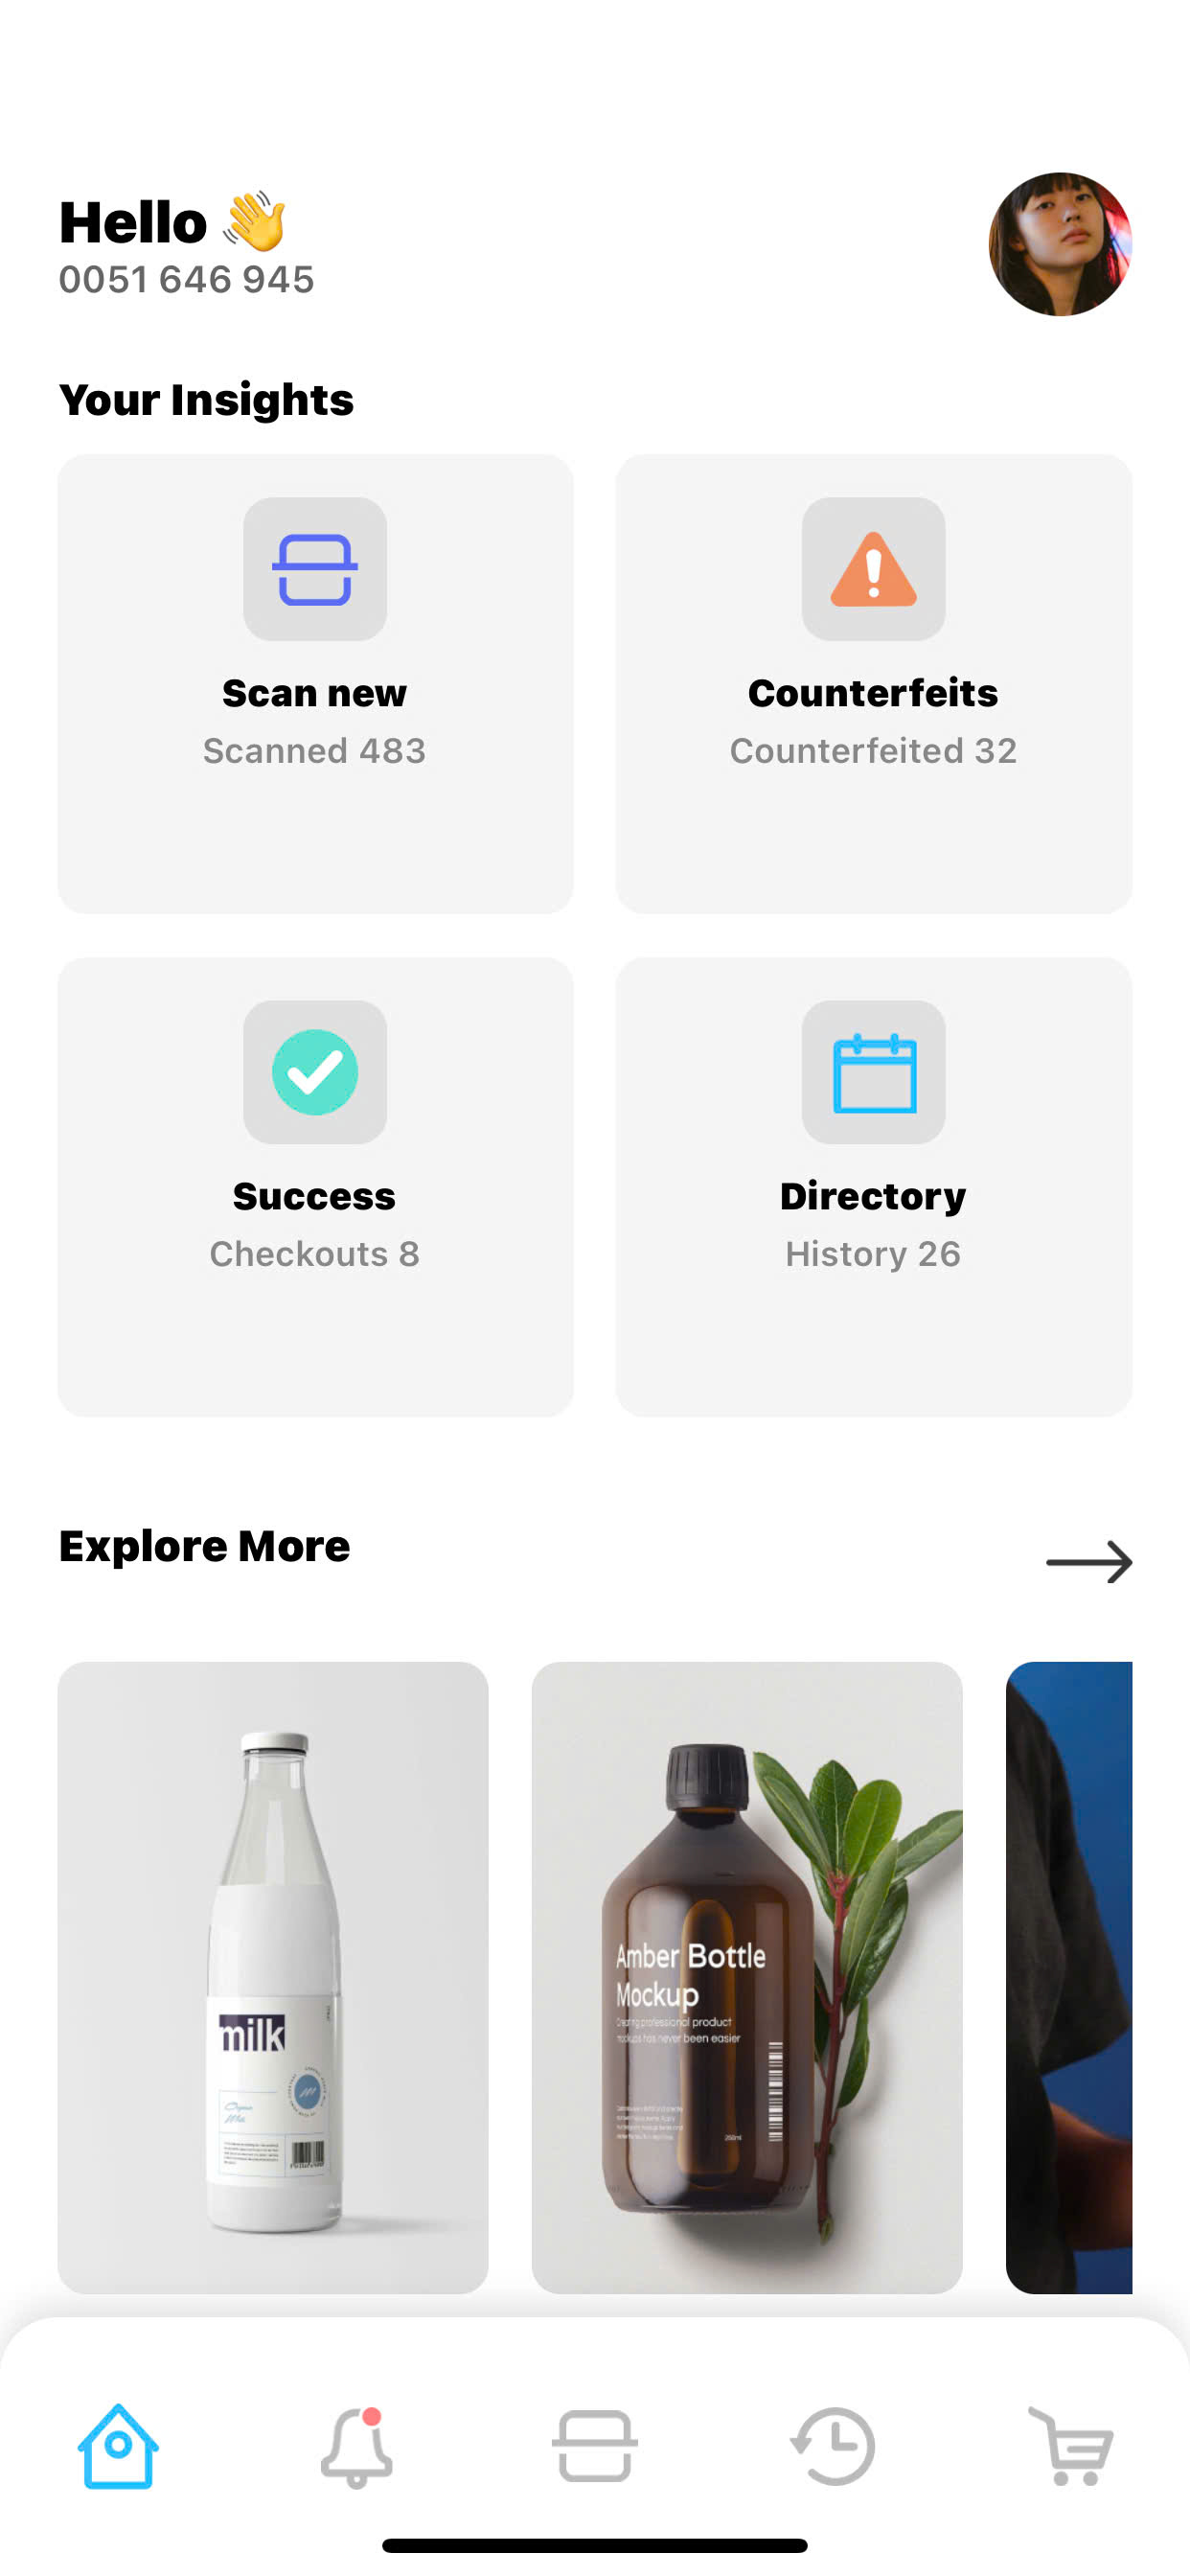 Hello 👋
0051 646 945
Your Insights
Scan new
Scanned 483
Counterfeits
Counterfeited 32
Success
Checkouts 8
Directory
History 26
Explore More
milk
Amber Bottle
Mockup
Creating professional product
mockups has never been easier
250ml